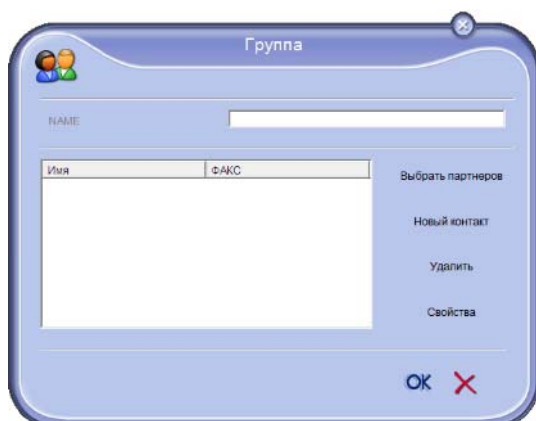 Группа
NAME
Имя ФАКС
Выбрать партнеров
Новый контакт
Удалить
Свойства
OK